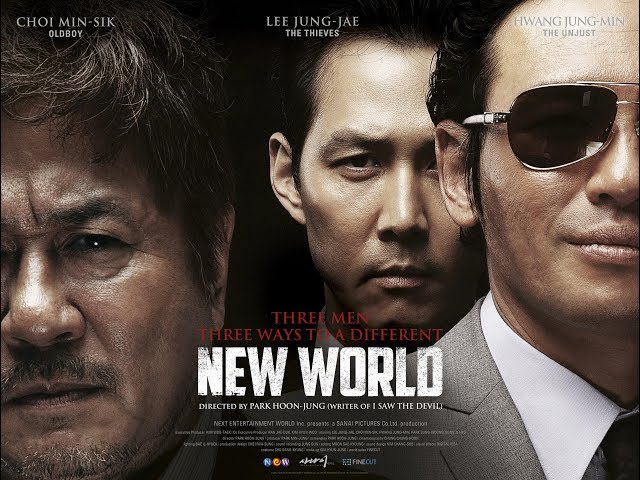 CHOI MIN-SIK
OLDBOY
LEE JUNG-JAE
THE THIEVES
HWANG JUNG-MIN
THE UNJUST
THREE MEN
THREE WAYS TO A DIFFERENT
NEW WORLD
DIRECTED BY PARK HOON-JUNG (WRITER OF I SAW THE DEVIL)
NEXT ENTERTAINMENT WORLD Inc. presents a SANAI PICTURES Co.Ltd. production
NEW
FINECUT